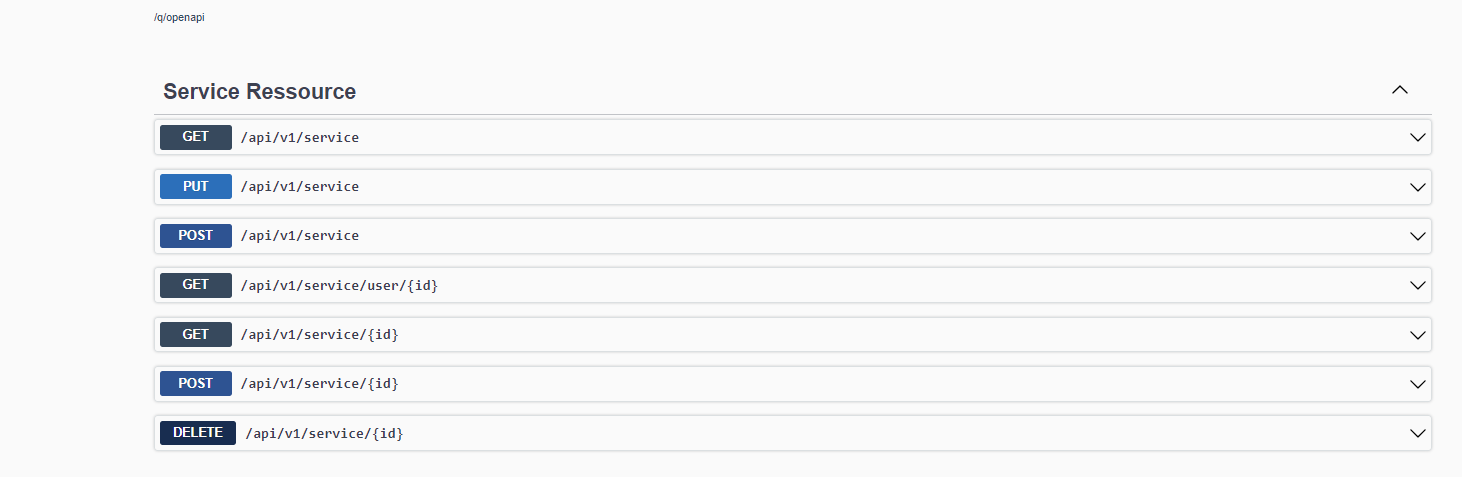 /q/openapi
Service Ressource
GET /api/v1/service
PUT /api/v1/service
POST /api/v1/service
GET /api/v1/service/user/{id}
GET /api/v1/service/{id}
POST /api/v1/service/{id}
DELETE /api/v1/service/{id}